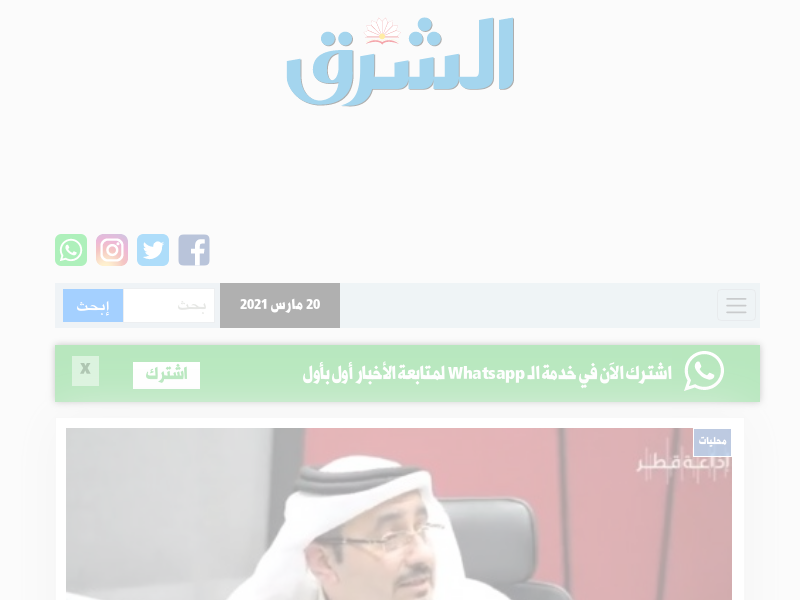 الشرق
20 مارس 2021
بحث
إبحث
اشترك الآن في خدمة الـ Whatsapp لمتابعة الأخبار أول بأول
اشترك
X
محليات
إذاعة قطر